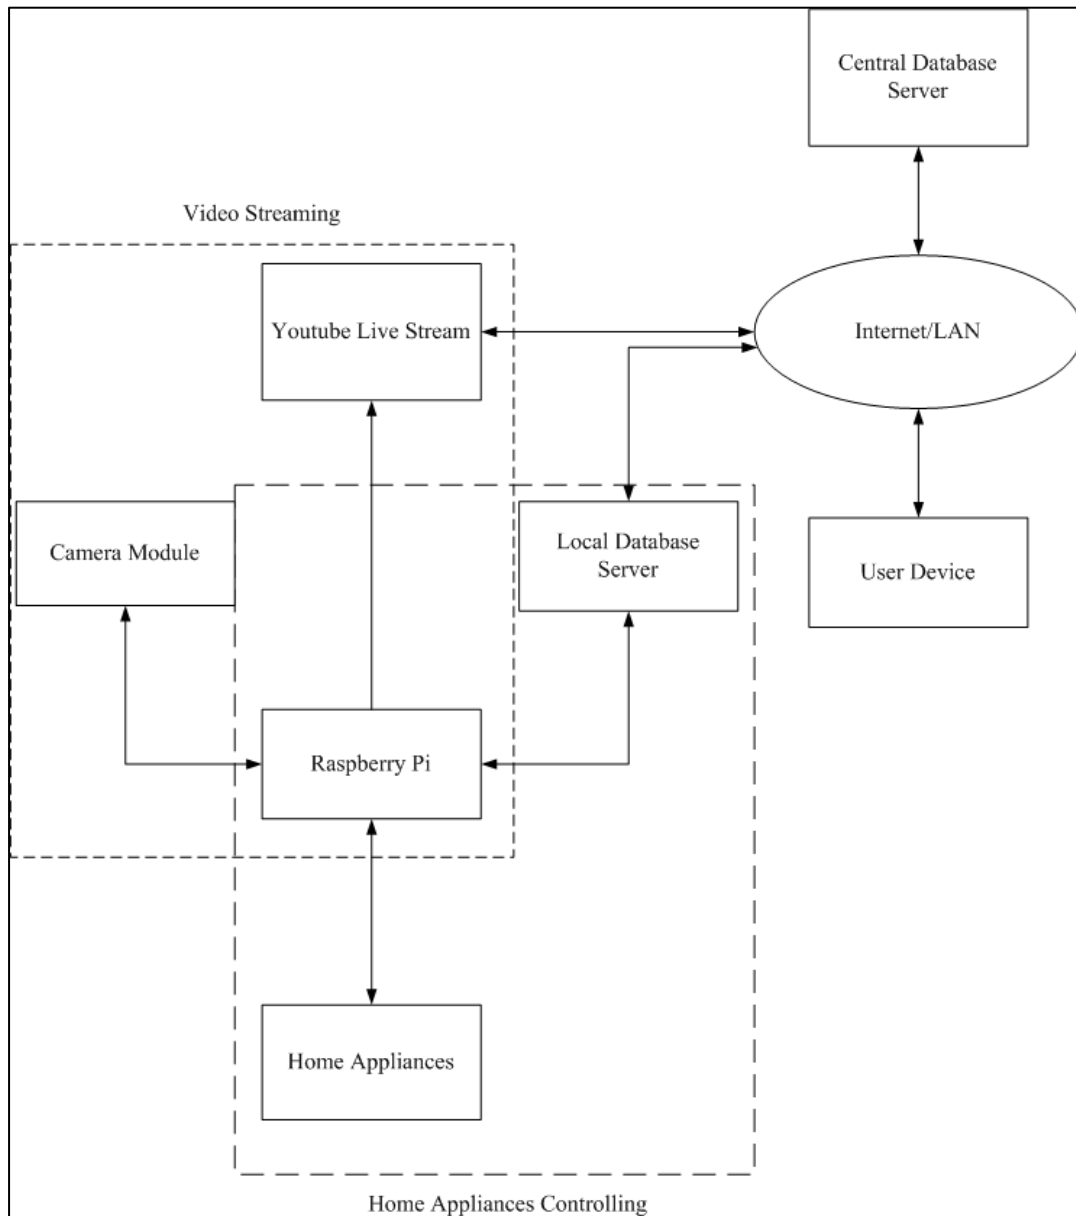 Central Database
Server
Video Streaming
Youtube Live Stream
Internet/LAN
Camera Module
Local Database
Server
User Device
Raspberry Pi
Home Appliances
Home Appliances Controlling